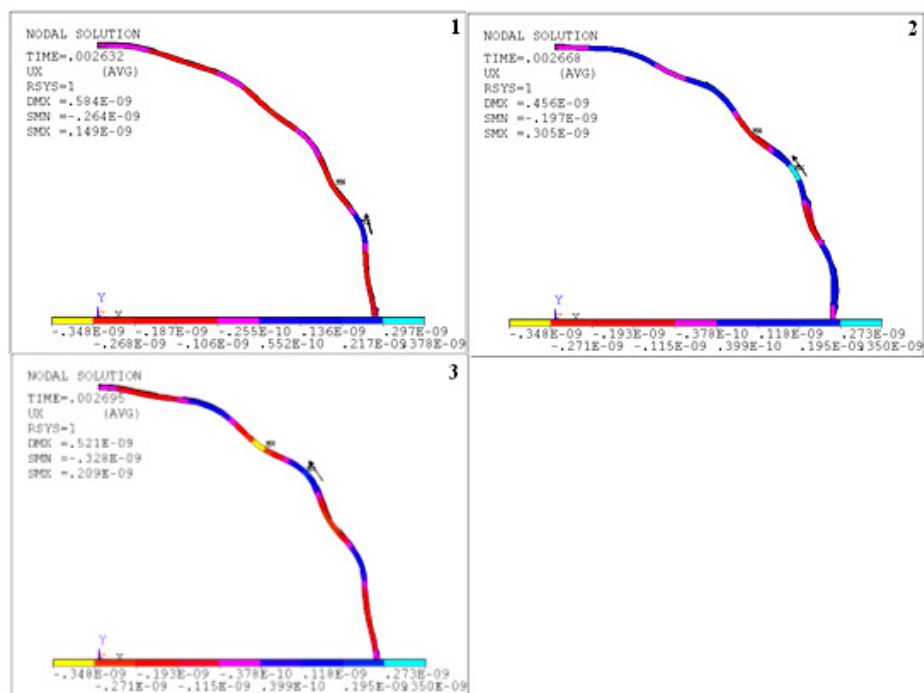 1
NODAL SOLUTION
TIME=.002632
UX (AVG)
RSYS=1
DMX =.584E-09
SMN =-.264E-09
SMX =.149E-09
MN
Y
X
-.348E-09 -.187E-09 -.255E-10 .136E-09 .297E-09
-.268E-09 -.106E-09 .552E-10 .217E-09 .378E-09
2
NODAL SOLUTION
TIME=.002668
UX (AVG)
RSYS=1
DMX =.456E-09
SMN =-.197E-09
SMX =.305E-09
MN
Y
X
-.348E-09 -.193E-09 -.378E-10 .118E-09 .273E-09
-.271E-09 -.115E-09 .399E-10 .195E-09 .350E-09
3
NODAL SOLUTION
TIME=.002695
UX (AVG)
RSYS=1
DMX =.521E-09
SMN =-.328E-09
SMX =.209E-09
Y
X
-.348E-09 -.193E-09 -.378E-10 .118E-09 .273E-09
-.271E-09 -.115E-09 .399E-10 .195E-09 .350E-09